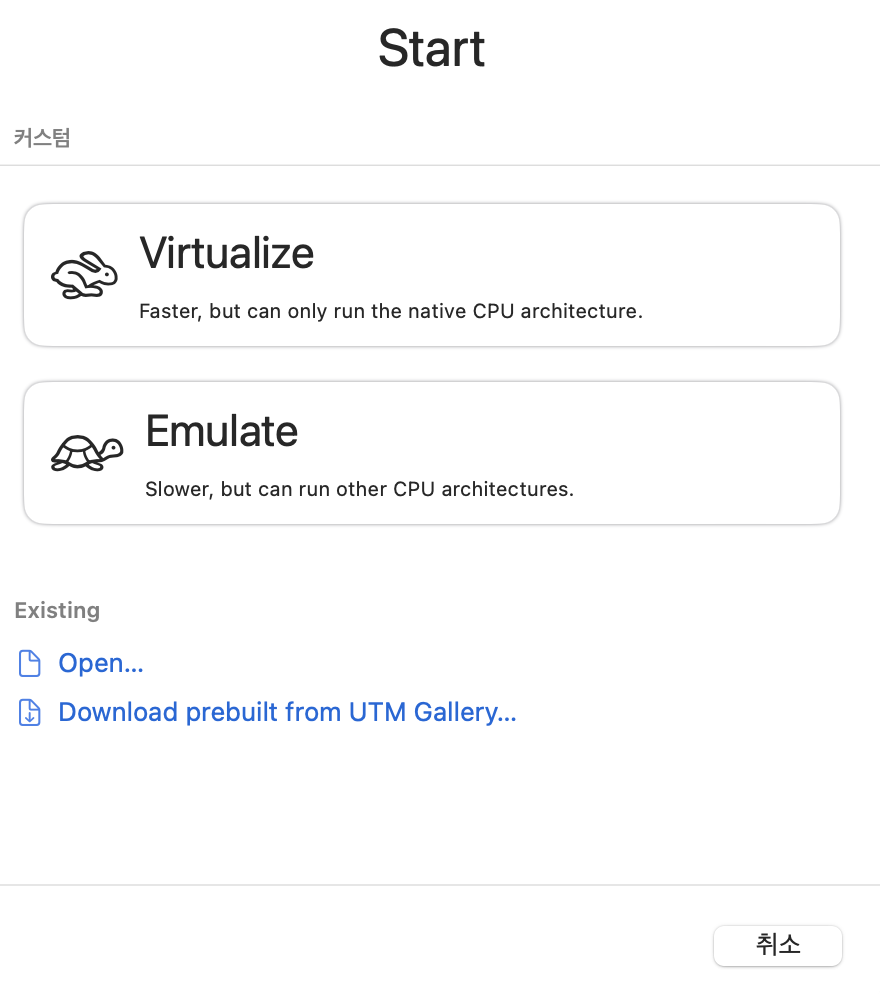 Start
커스텀
Virtualize
Faster, but can only run the native CPU architecture.
Emulate
Slower, but can run other CPU architectures.
Existing
Open...
Download prebuilt from UTM Gallery...
취소